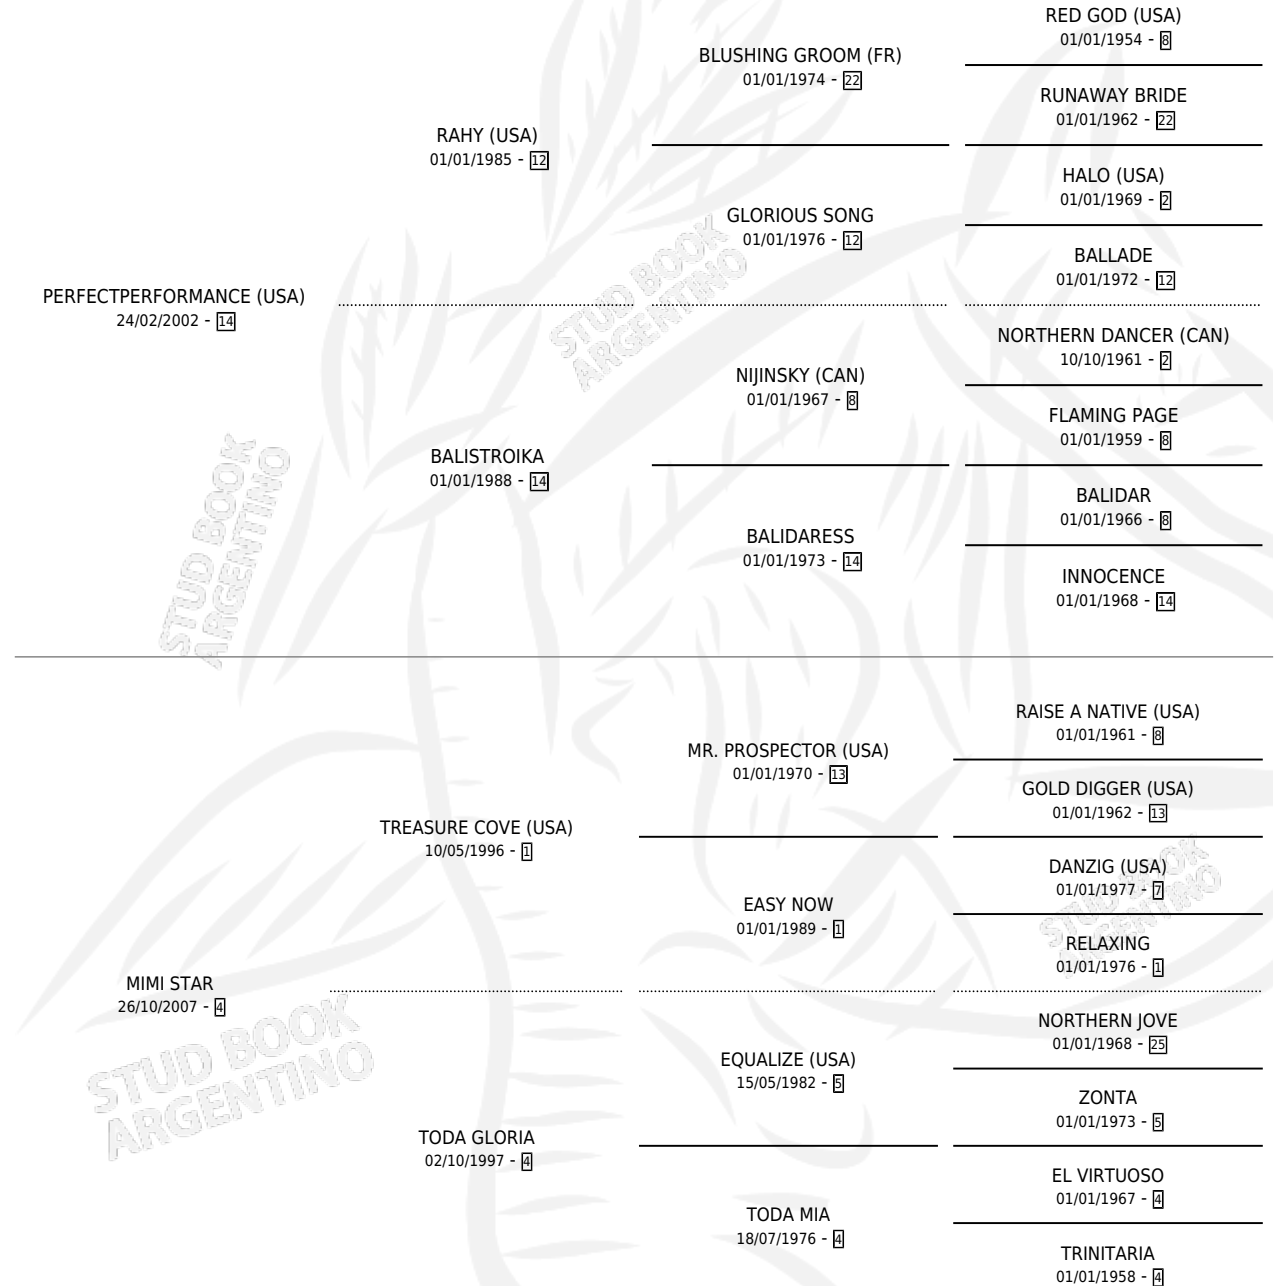 RED GOD (USA)
01/01/1954 - 8
BLUSHING GROOM (FR)
01/01/1974 - 22
RUNAWAY BRIDE
01/01/1962 - 22
RAHY (USA)
01/01/1985 - 12
HALO (USA)
01/01/1969 - 2
GLORIOUS SONG
01/01/1976 - 12
BALLADE
01/01/1972 - 12
PERFECTPERFORMANCE (USA)
24/02/2002 - 14
NORTHERN DANCER (CAN)
10/10/1961 - 2
NIJINSKY (CAN)
01/01/1967 - 8
FLAMING PAGE
01/01/1959 - 8
BALISTROIKA
01/01/1988 - 14
BALIDAR
01/01/1966 - 8
BALIDARESS
01/01/1973 - 14
INNOCENCE
01/01/1968 - 14
RAISE A NATIVE (USA)
01/01/1961 - 8
MR. PROSPECTOR (USA)
01/01/1970 - 13
GOLD DIGGER (USA)
01/01/1962 - 13
TREASURE COVE (USA)
10/05/1996 - 1
DANZIG (USA)
01/01/1977 - 7
EASY NOW
01/01/1989 - 1
RELAXING
01/01/1976 - 1
MIMI STAR
26/10/2007 - 4
NORTHERN JOVE
01/01/1968 - 25
EQUALIZE (USA)
15/05/1982 - 5
ZONTA
01/01/1973 - 5
TODA GLORIA
02/10/1997 - 4
EL VIRTUOSO
01/01/1967 - 4
TODA MIA
18/07/1976 - 4
TRINITARIA
01/01/1958 - 4
STUD BOOK
ARGENTINO
STUD BOOK
ARGENTINO
STUD BOOK
ARGENTINO
STUD BOOK
ARGENTINO